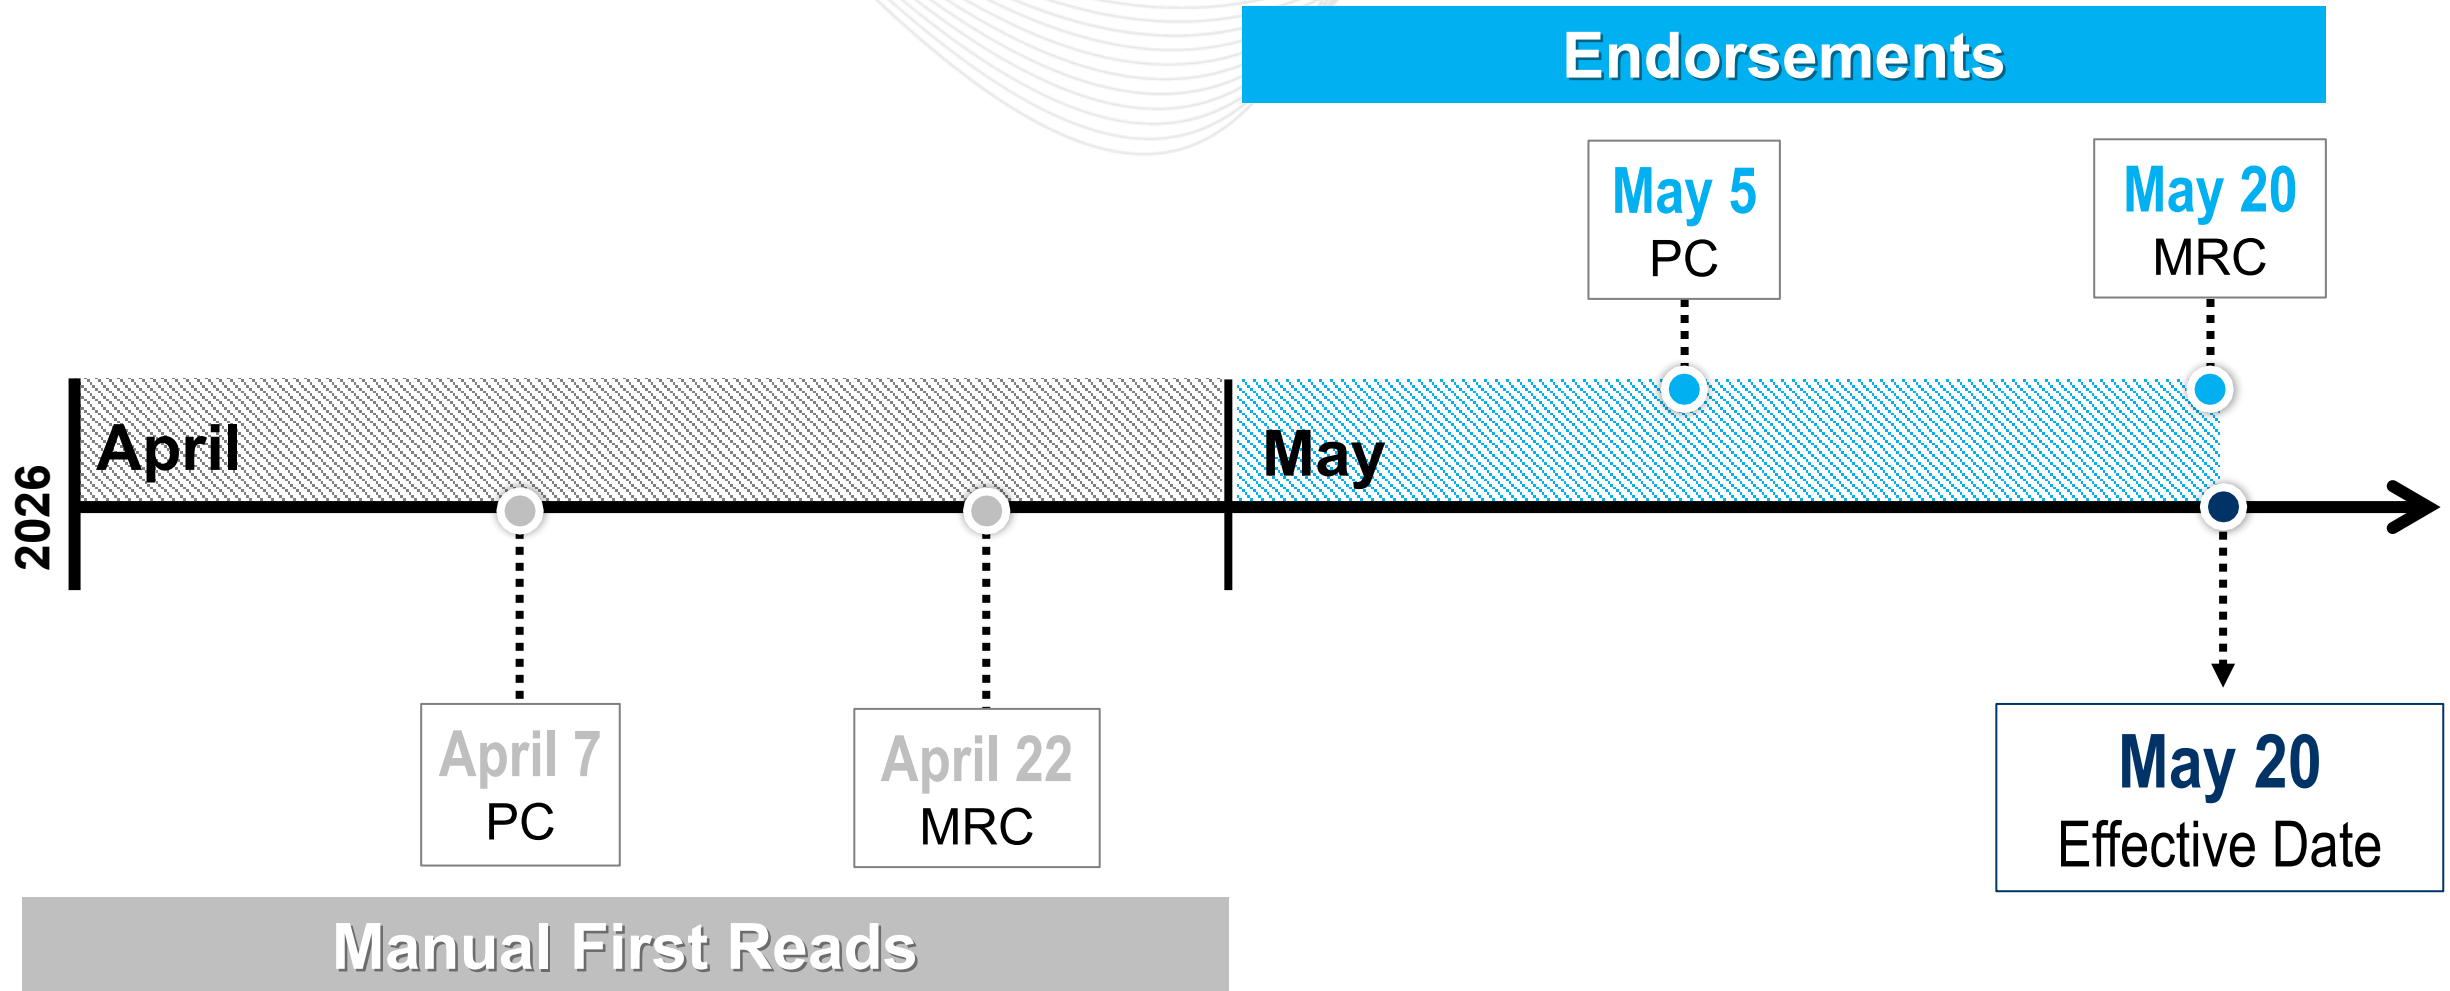 Endorsements
May 5
PC
May 20
MRC
April
May
2026
April 7
PC
April 22
MRC
May 20
Effective Date
Manual First Reads